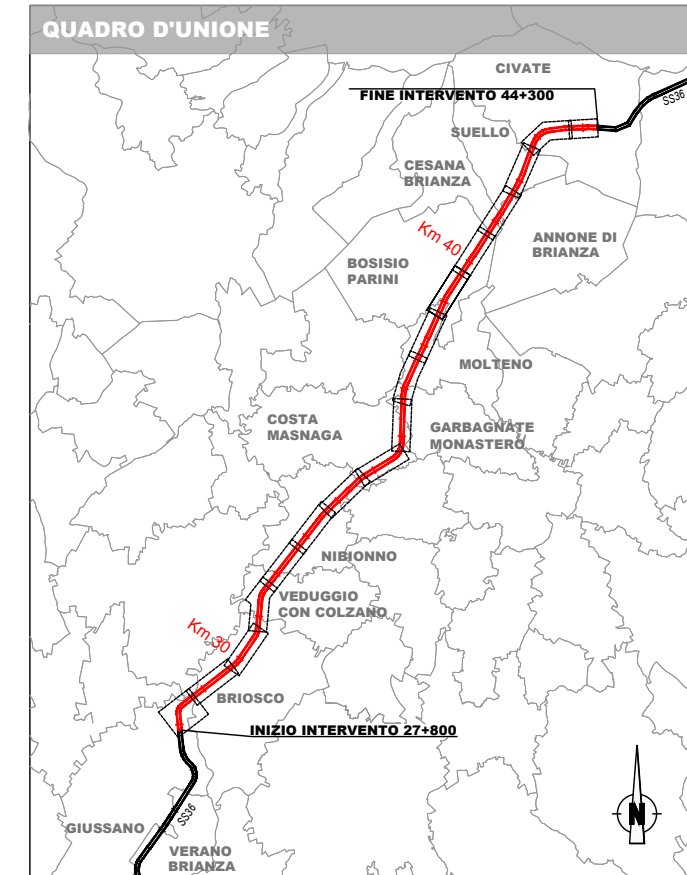 QUADRO D'UNIONE
CIVATE
FINE INTERVENTO 44+300
SS36
SUELLO
CESANA
BRIANZA
Km 40
ANNONE DI
BRIANZA
BOSISIO
PARINI
MOLTENO
COSTA
MASNAGA
GARBAGNATE
MONASTERO
NIBIONNO
VEDUGGIO
CON COLZANO
Km 30
BRIOSCO
INIZIO INTERVENTO 27+800
SS36
GIUSSANO
VERANO
BRIANZA
N